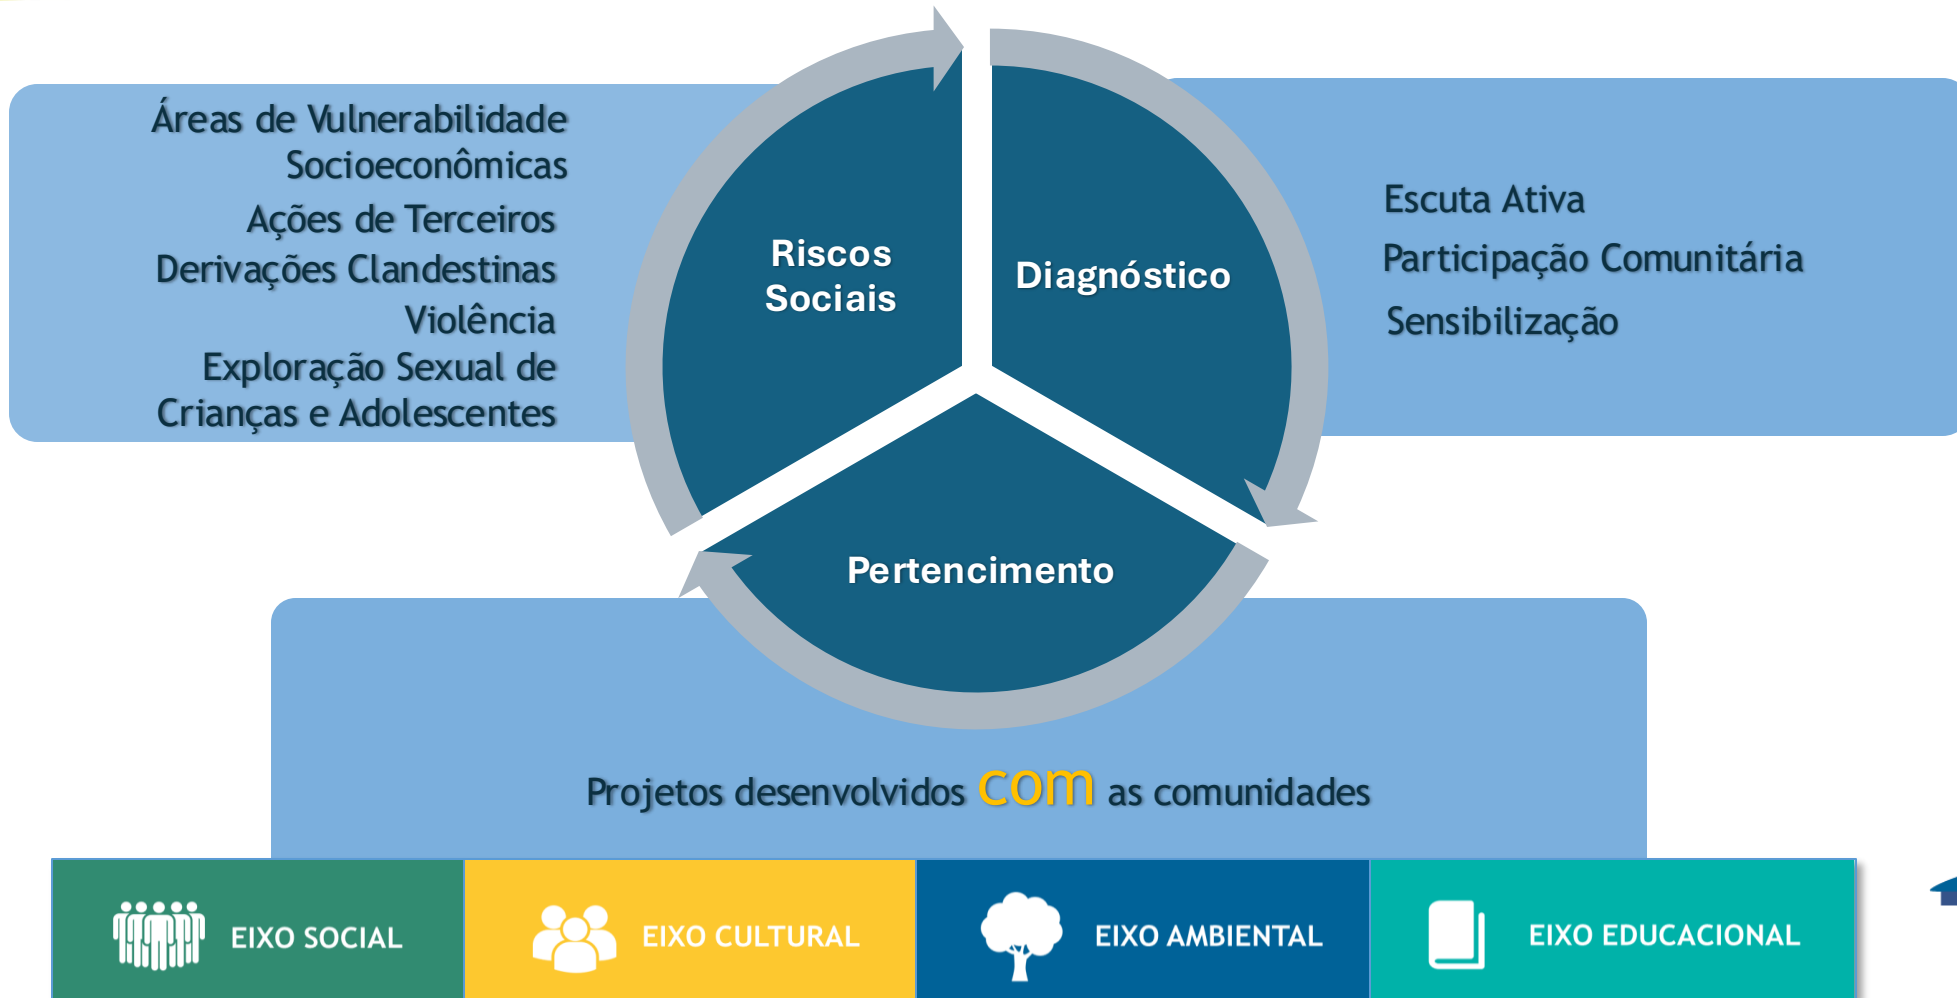 Áreas de Vulnerabilidade
Socioeconômicas
Ações de Terceiros
Derivações Clandestinas
Violência
Exploração Sexual de
Crianças e Adolescentes
Riscos
Sociais
Diagnóstico
Escuta Ativa
Participação Comunitária
Sensibilização
Pertencimento
Projetos desenvolvidos com as comunidades
EIXO SOCIAL
EIXO CULTURAL
EIXO AMBIENTAL
EIXO EDUCACIONAL